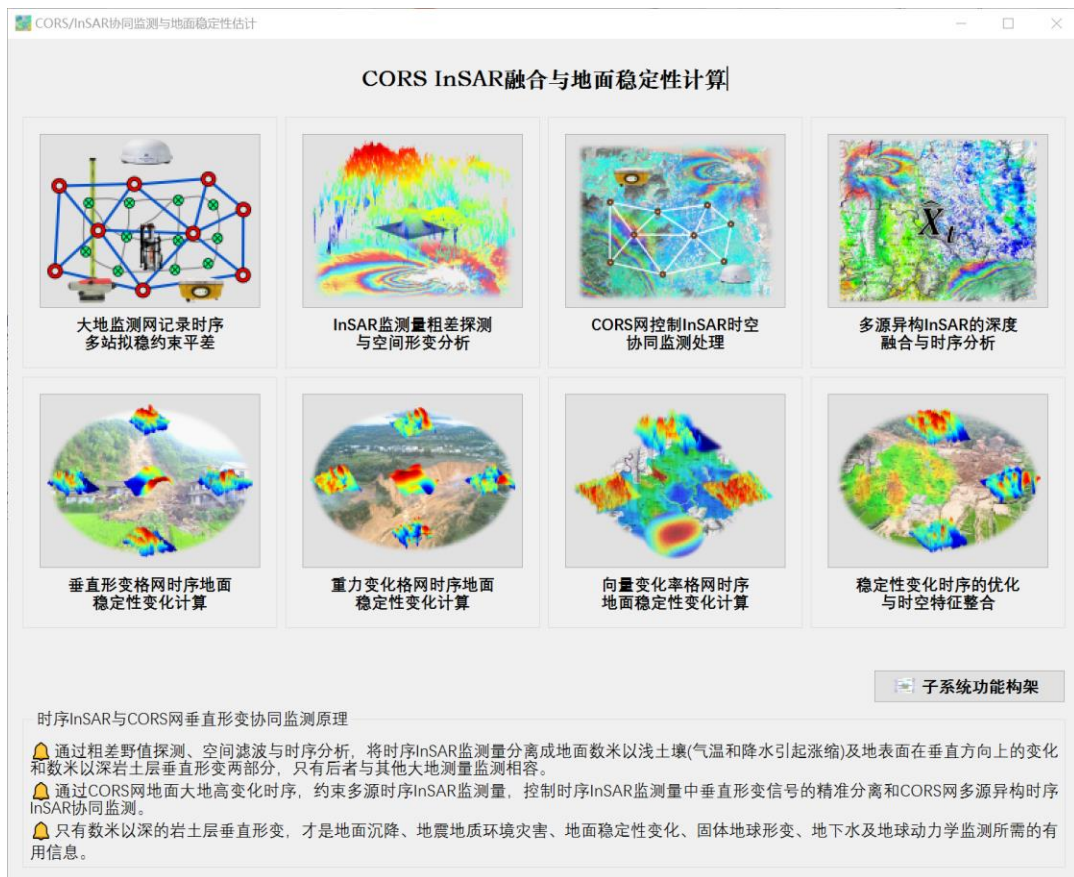 CORS/InSAR协同监测与地面稳定性估计
CORS InSAR融合与地面稳定性计算
大地监测网记录时序
多站拟稳约束平差
InSAR监测量粗差探测
与空间形变分析
CORS网控制InSAR时空
协同监测处理
X̂t
多源异构InSAR的深度
融合与时序分析
垂直形变格网时序地面
稳定性变化计算
重力变化格网时序地面
稳定性变化计算
向量变化率格网时序
地面稳定性变化计算
稳定性变化时序的优化
与时空特征整合
子系统功能构架
时序InSAR与CORS网垂直形变协同监测原理
通过粗差野值探测、空间滤波与时序分析，将时序InSAR监测量分离成地面数米以浅土壤(气温和降水引起涨缩)及地表面在垂直方向上的变化
和数米以深岩土层垂直形变两部分，只有后者与其他大地测量监测相容。
通过CORS网地面大地高变化时序，约束多源时序InSAR监测量，控制时序InSAR监测量中垂直形变信号的精准分离和CORS网多源异构时序
InSAR协同监测。
只有数米以深的岩土层垂直形变，才是地面沉降、地震地质环境灾害、地面稳定性变化、固体地球形变、地下水及地球动力学监测所需的有
用信息。